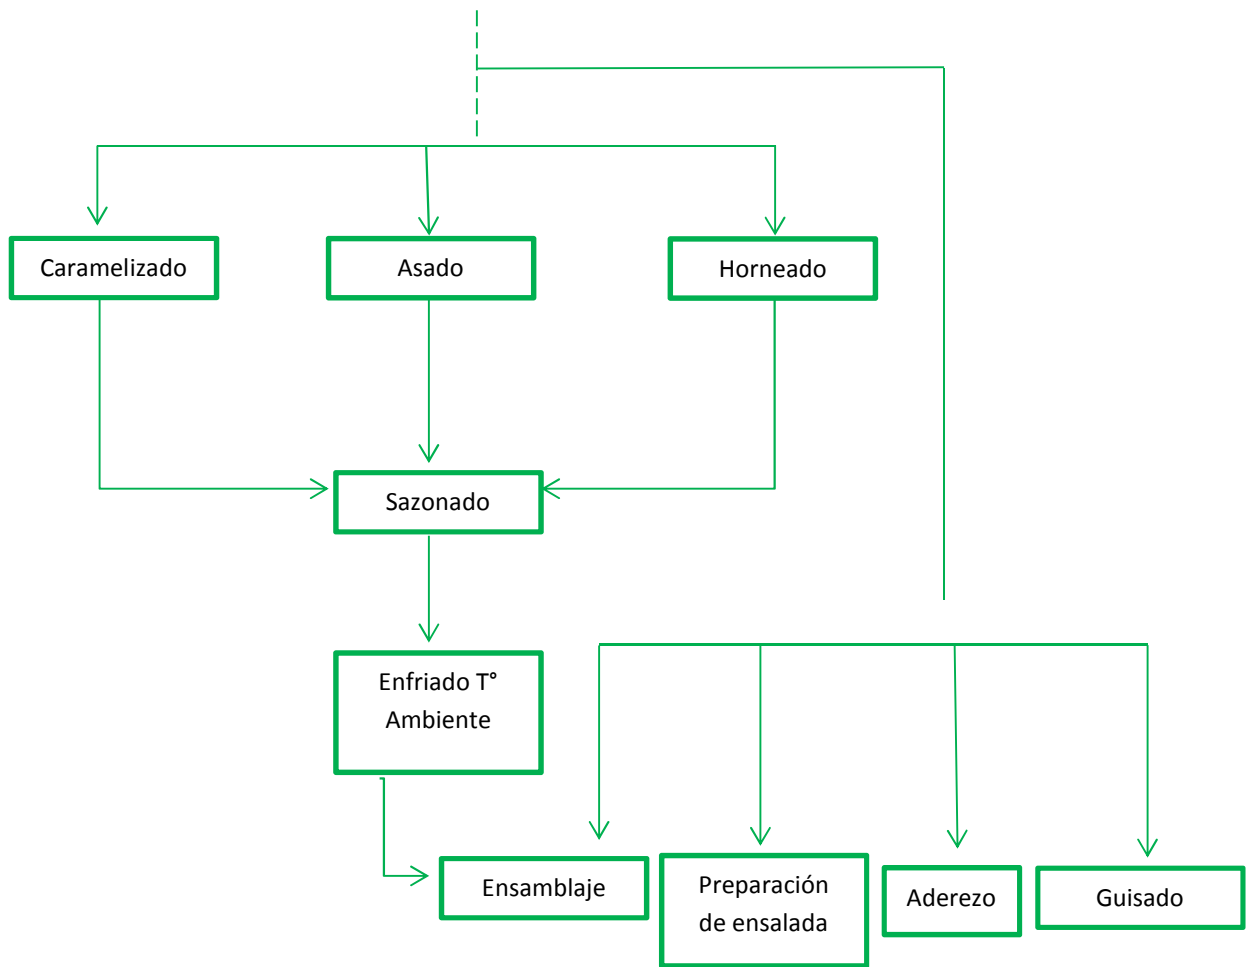 Caramelizado
Asado
Horneado
Sazonado
Enfriado T°
Ambiente
Ensamblaje
Preparación
de ensalada
Aderezo
Guisado